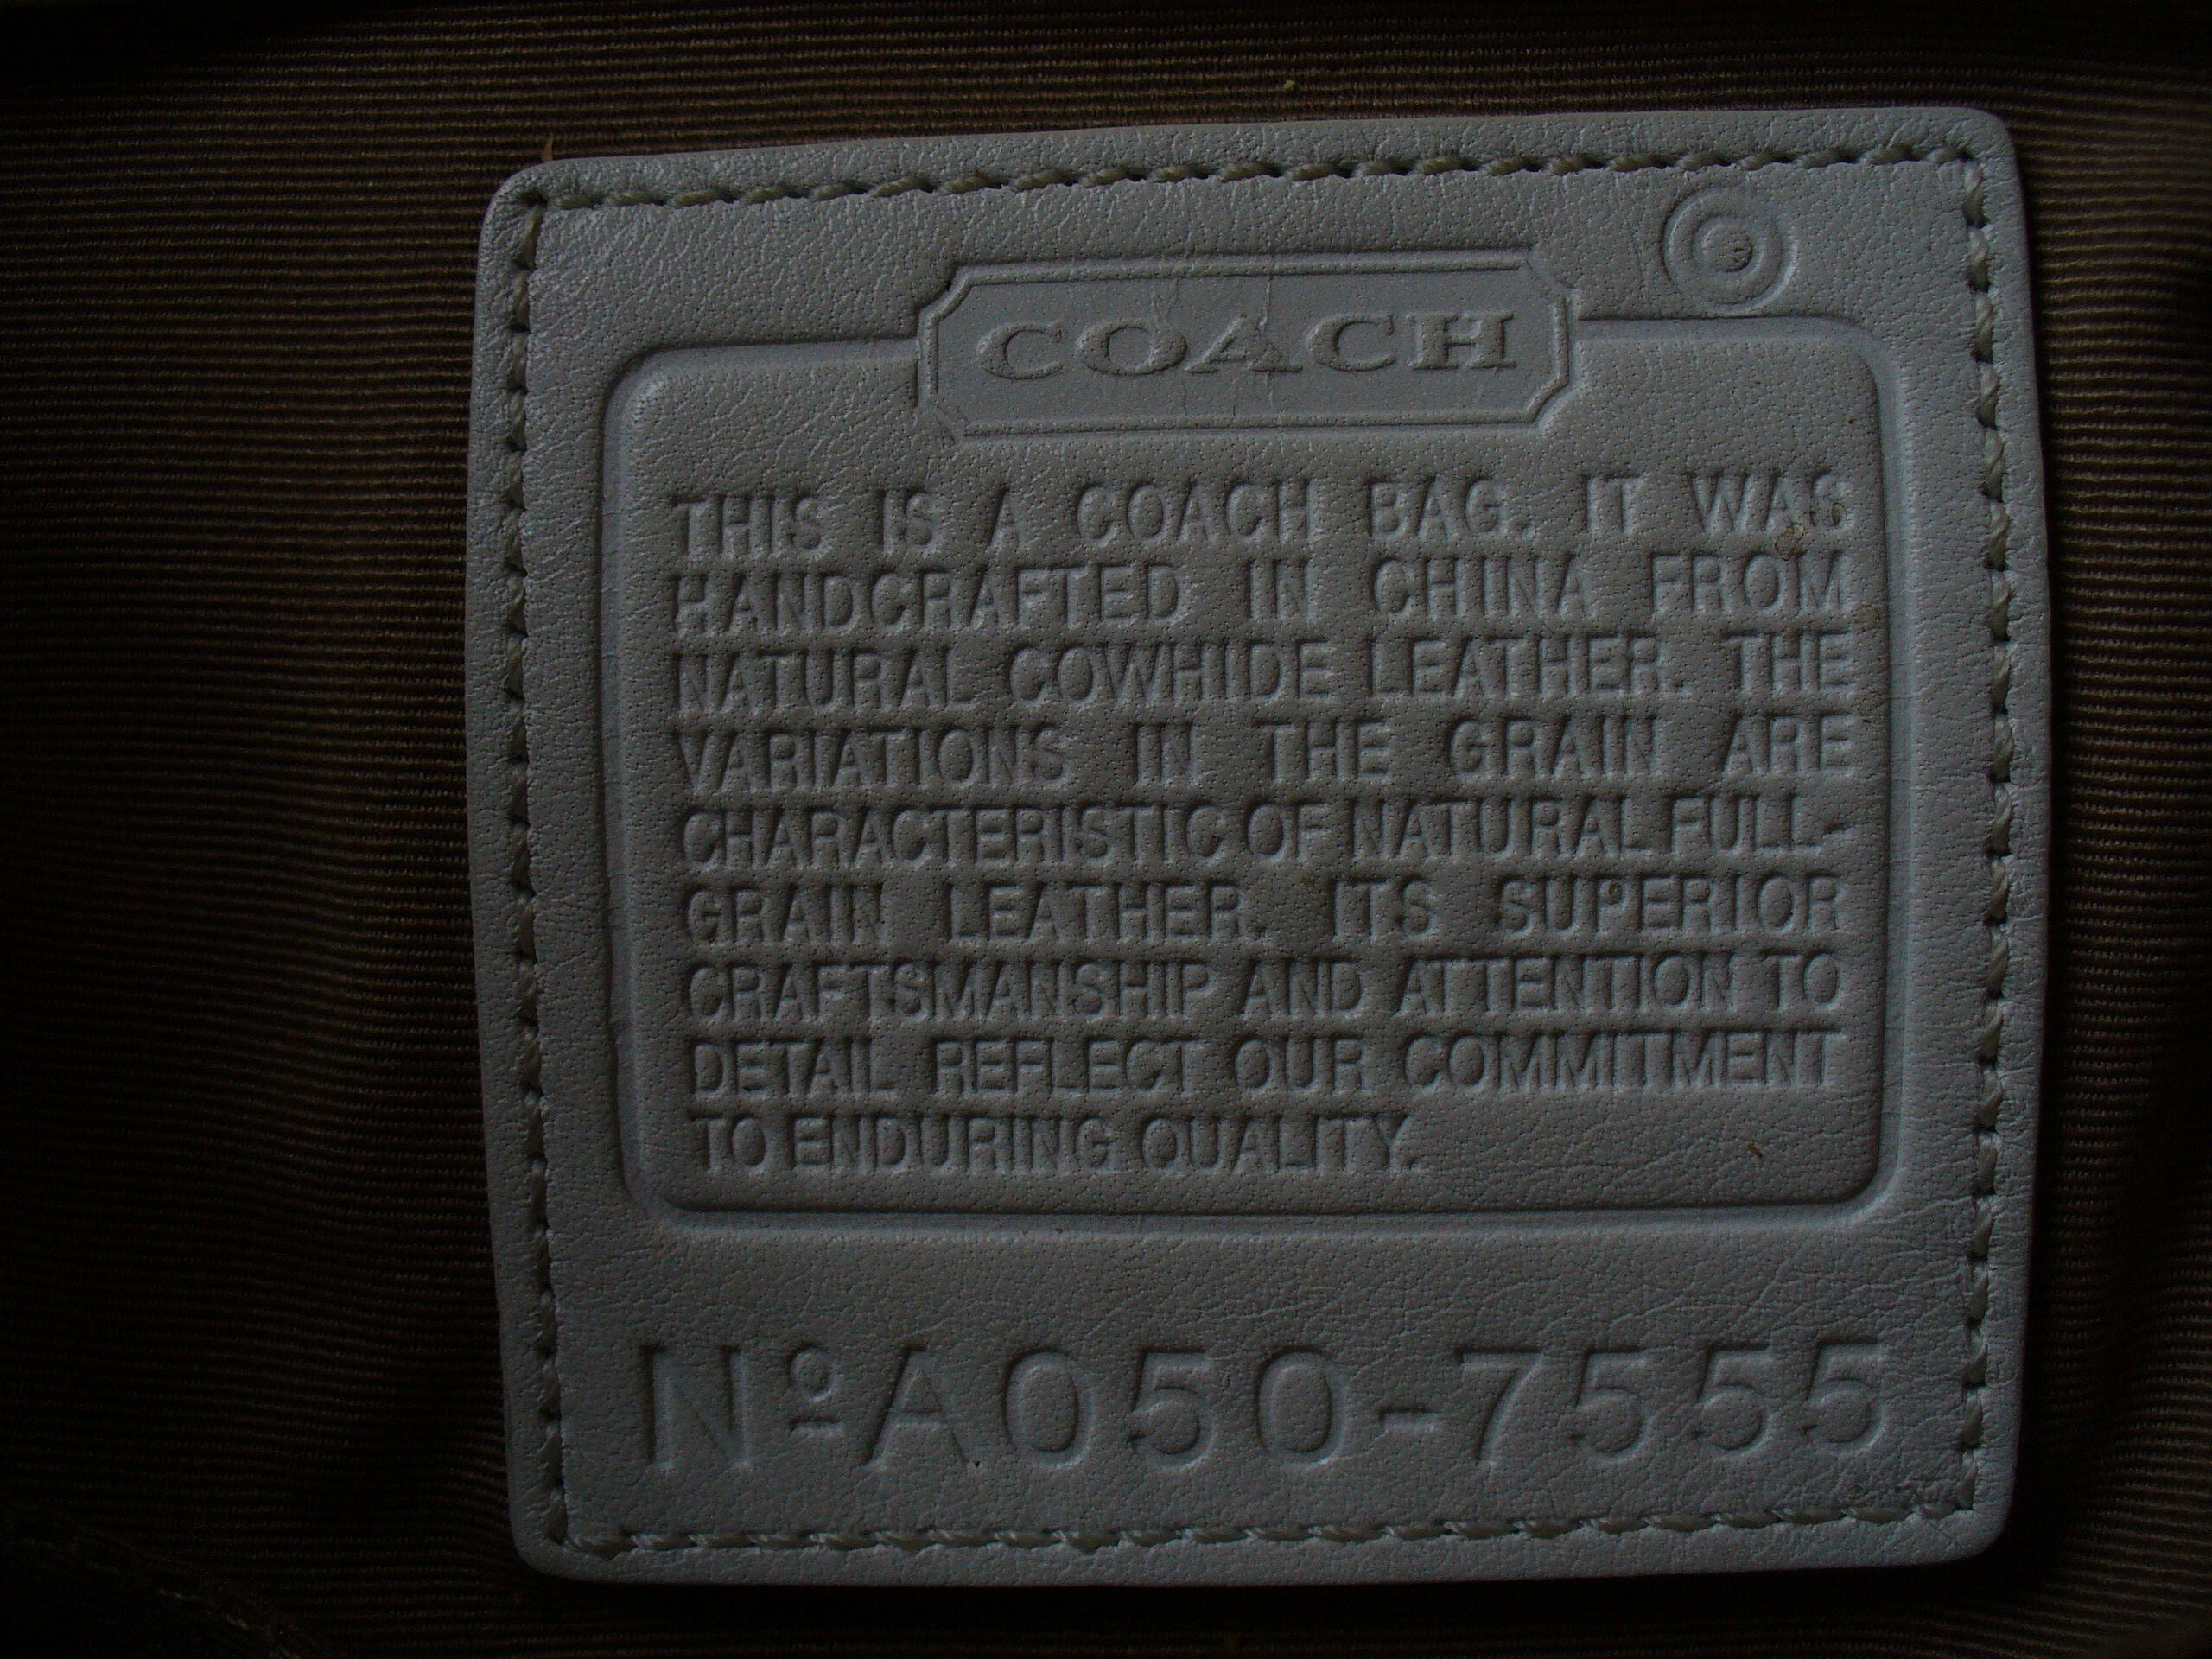 COACH
THIS IS A COACH BAG. IT WAS
HANDCRAFTED IN CHINA FROM
NATURAL COWHIDE LEATHER. THE
VARIATIONS IN THE GRAIN ARE
CHARACTERISTIC OF NATURAL FULL-
GRAIN LEATHER. ITS SUPERIOR
CRAFTSMANSHIP AND ATTENTION TO
DETAIL REFLECT OUR COMMITMENT
TO ENDURING QUALITY.
Nº A050-7555